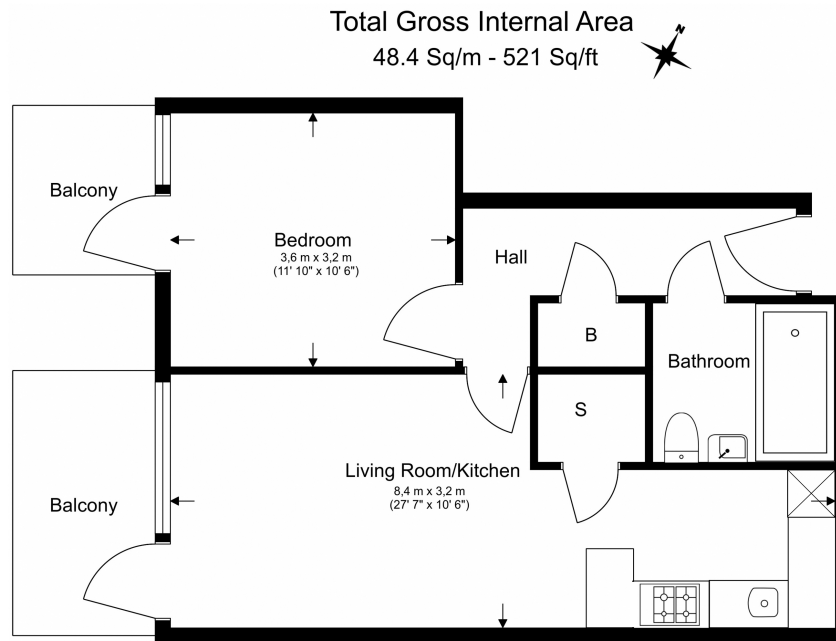 Total Gross Internal Area
48.4 Sq/m - 521 Sq/ft
N
Balcony
Bedroom
3,6 m x 3,2 m
(11' 10" x 10' 6")
Hall
B
Bathroom
S
Living Room/Kitchen
8,4 m x 3,2 m
(27' 7" x 10' 6")
Balcony